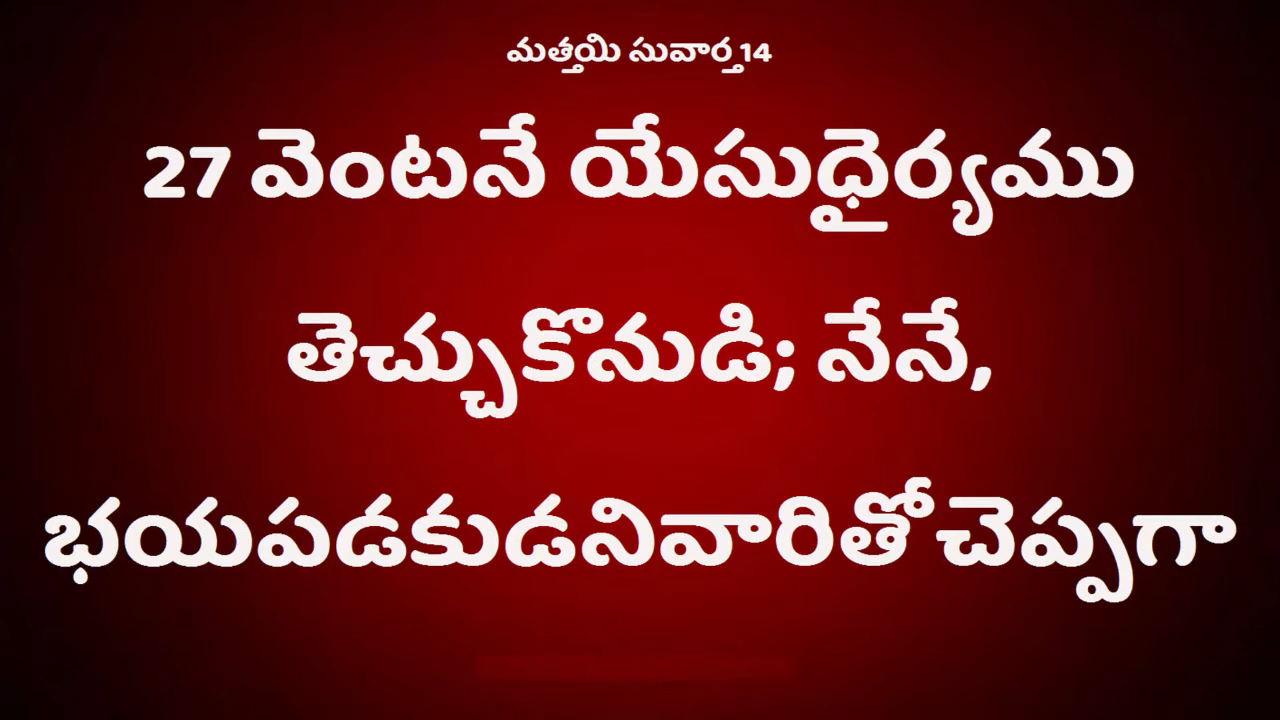 మత్తయి సువార్త14
27 వెంటనే యేసుధైర్యము
తెచ్చుకొనుడి; నేనే,
భయపడకుడనివారితో చెప్పగా